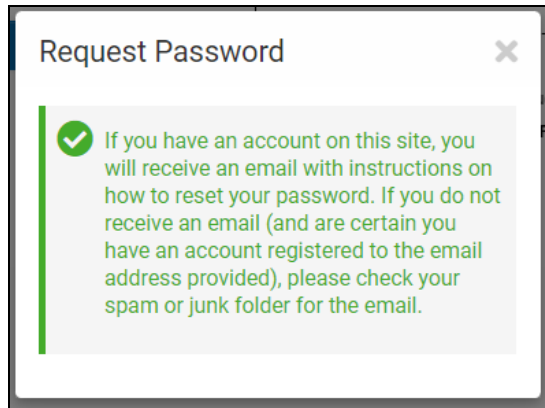 Request Password
If you have an account on this site, you
will receive an email with instructions on
how to reset your password. If you do not
receive an email (and are certain you
have an account registered to the email
address provided), please check your
spam or junk folder for the email.